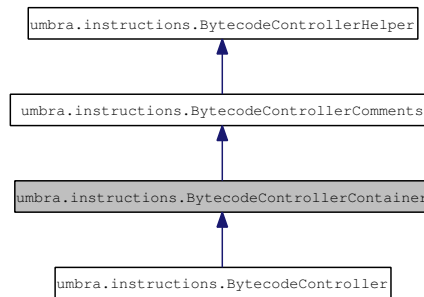 umbra.instructions.BytecodeControllerHelper
umbra.instructions.BytecodeControllerComments
umbra.instructions.BytecodeControllerContainer
umbra.instructions.BytecodeController